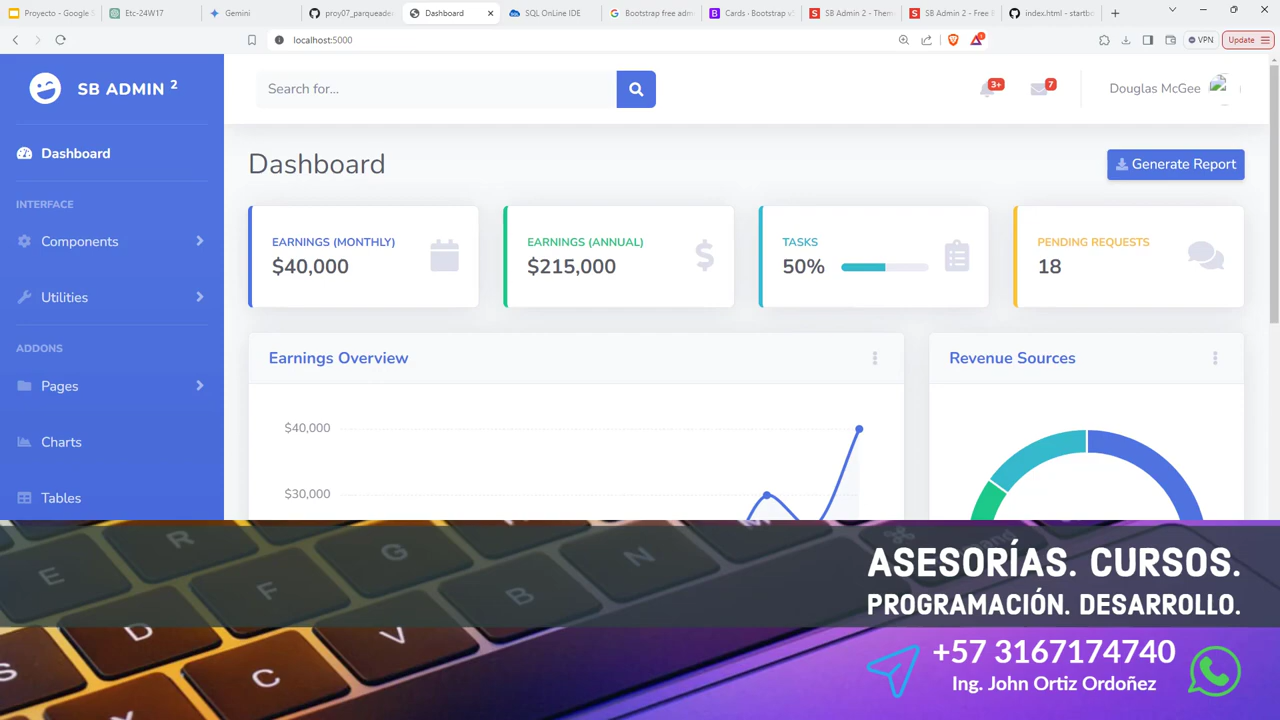 Proyecto - Google S
Etc-24W17
Gemini
proy07_parqueader
Dashboard
SQL OnLine IDE
Bootstrap free adm
Cards · Bootstrap v5
SB Admin 2 - Them
SB Admin 2 - Free B
index.html - startbo
localhost:5000
VPN
Update
SB ADMIN 2
Search for...
3+
7
Douglas McGee
Dashboard
Dashboard
Generate Report
INTERFACE
Components
Utilities
ADDONS
Pages
Charts
Tables
EARNINGS (MONTHLY)
$40,000
EARNINGS (ANNUAL)
$215,000
TASKS
50%
PENDING REQUESTS
18
Earnings Overview
Revenue Sources
$40,000
$30,000
ASESORÍAS. CURSOS.
PROGRAMACIÓN. DESARROLLO.
+57 3167174740
Ing. John Ortiz Ordoñez
R
E
G
F
N
B
D
V
C
S